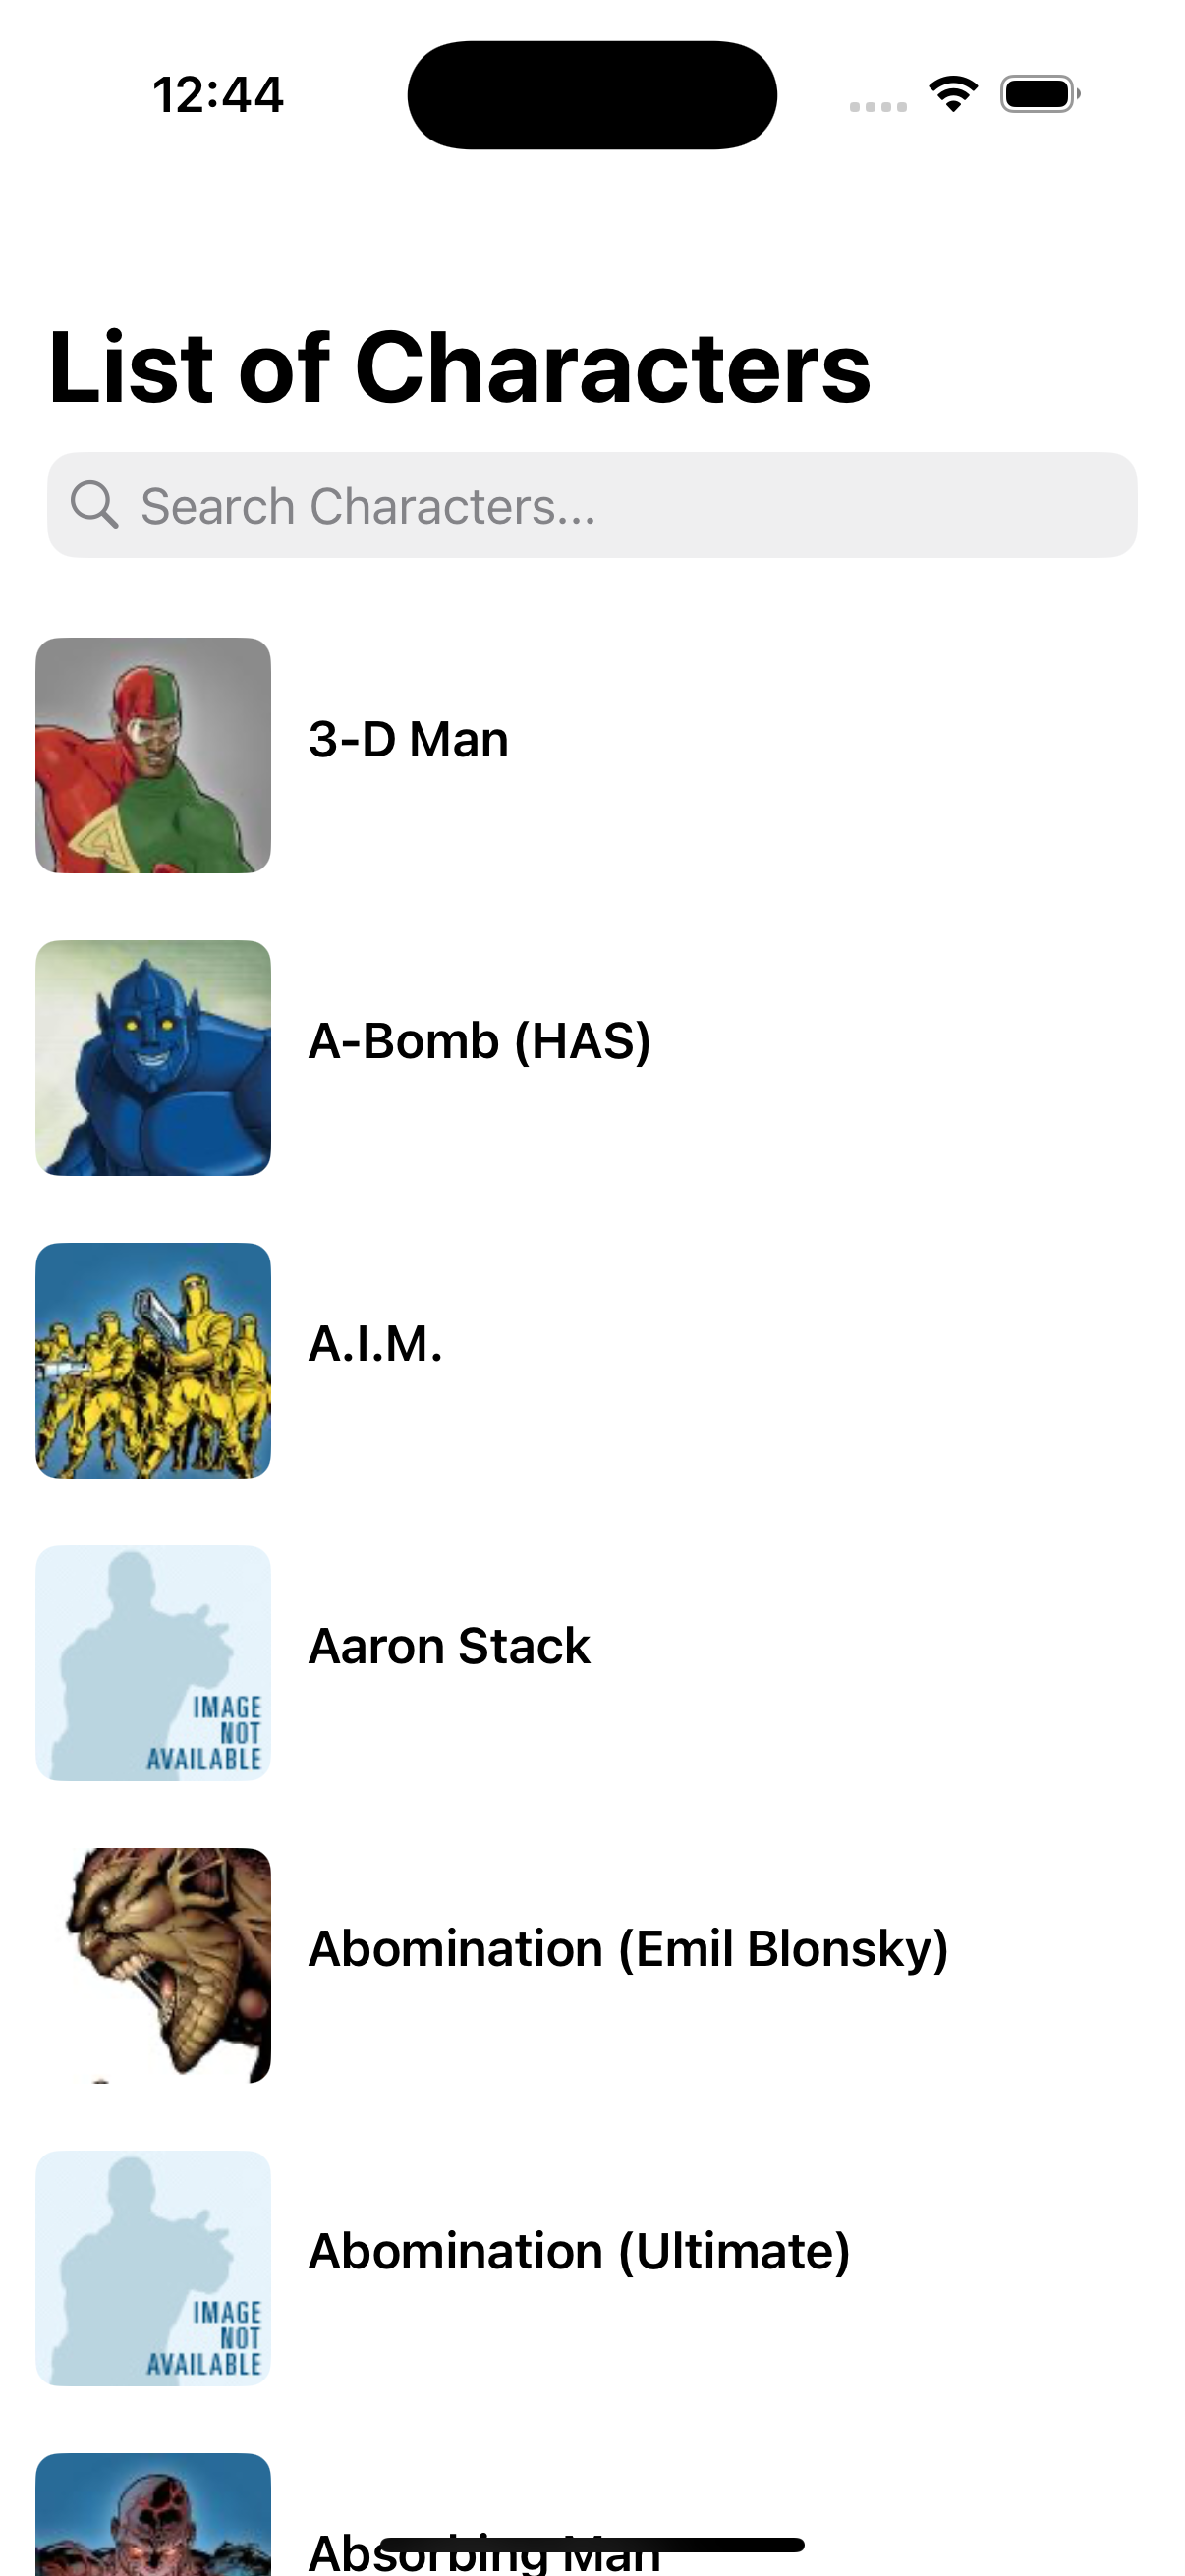 12:44
List of Characters
Search Characters...
3-D Man
A-Bomb (HAS)
A.I.M.
Aaron Stack
IMAGE
NOT
AVAILABLE
Abomination (Emil Blonsky)
Abomination (Ultimate)
IMAGE
NOT
AVAILABLE
Absorbing Man